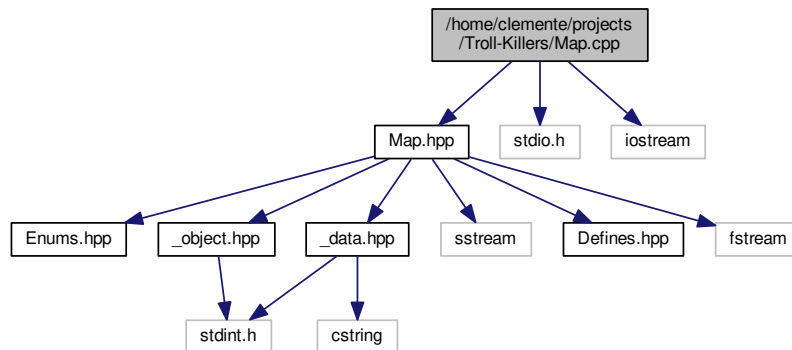 /home/clemente/projects
/Troll-Killers/Map.cpp
Map.hpp
stdio.h
iostream
Enums.hpp
_object.hpp
_data.hpp
sstream
Defines.hpp
fstream
stdint.h
cstring